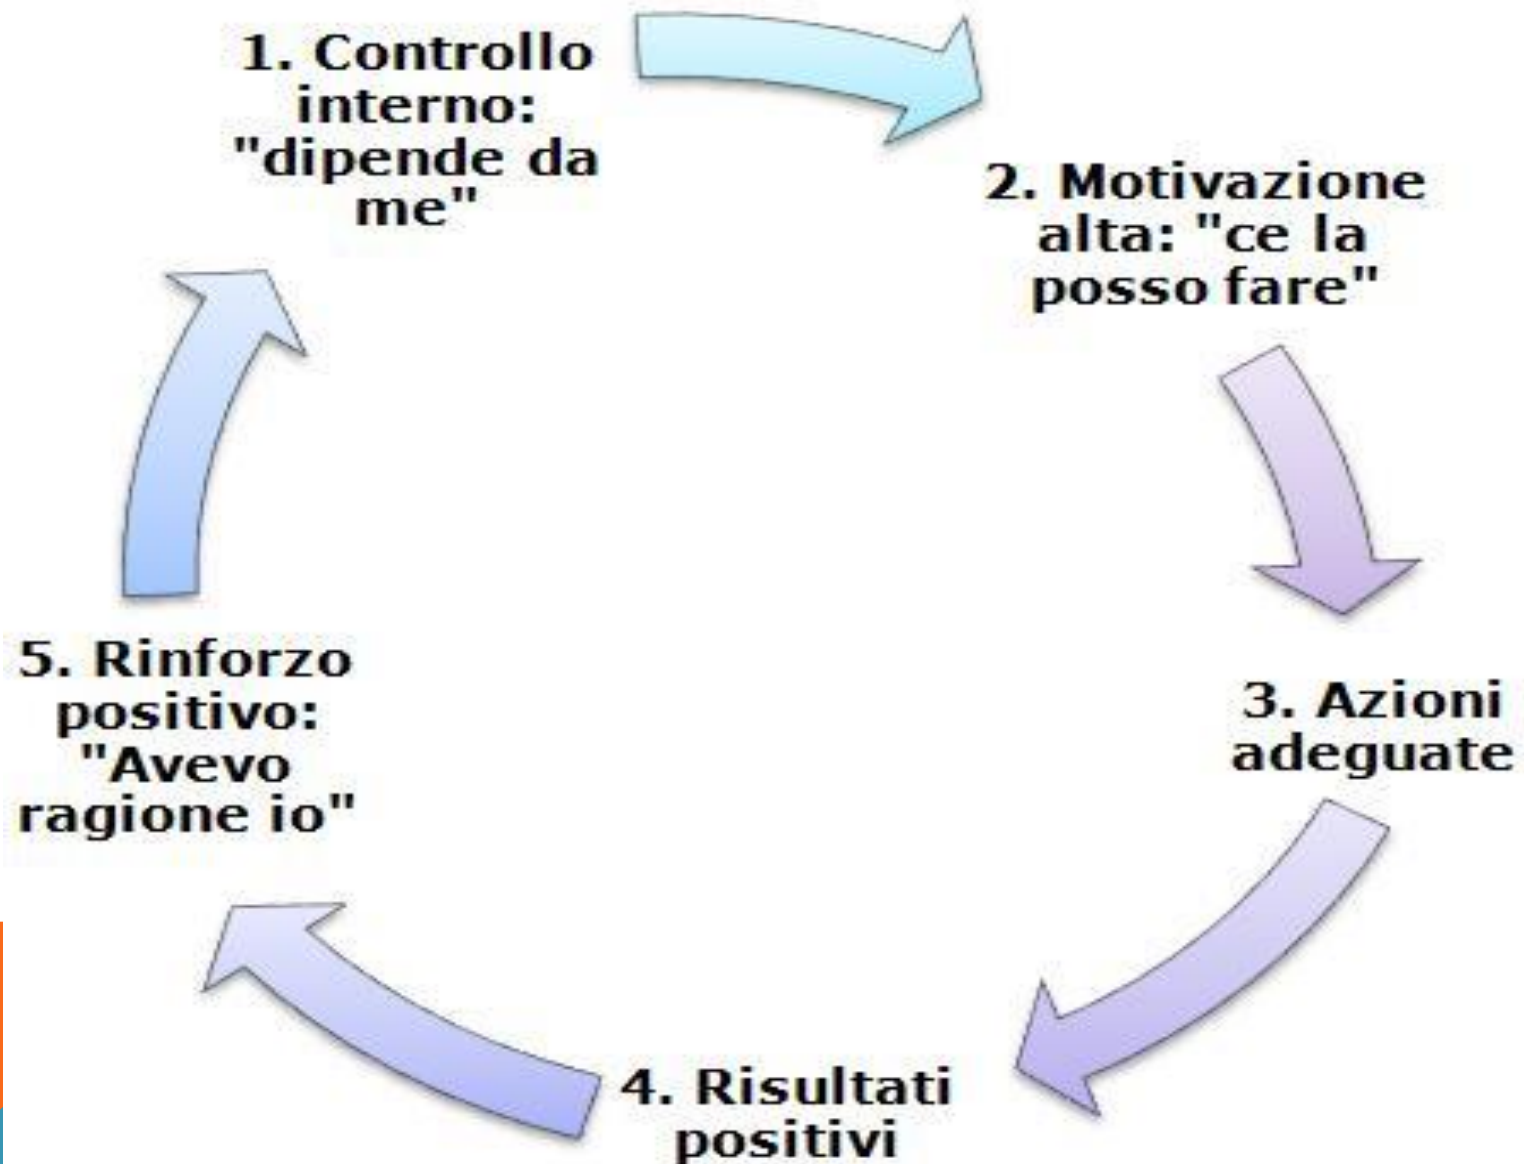 1. Controllo
interno:
"dipende da
me"
2. Motivazione
alta: "ce la
posso fare"
3. Azioni
adeguate
4. Risultati
positivi
5. Rinforzo
positivo:
"Avevo
ragione io"